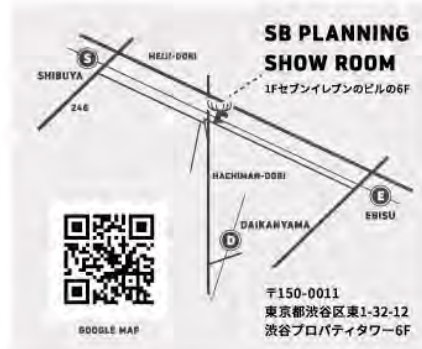 SB PLANNING
SHOW ROOM
1Fセブンイレブンのビルの6F
S
MEIJI-DORI
SHIBUYA
246
HACHIMAN-DORI
E
EBISU
DAIKANYAMA
D
GOOGLE MAP
〒150-0011
東京都渋谷区東1-32-12
渋谷プロパティタワー6F